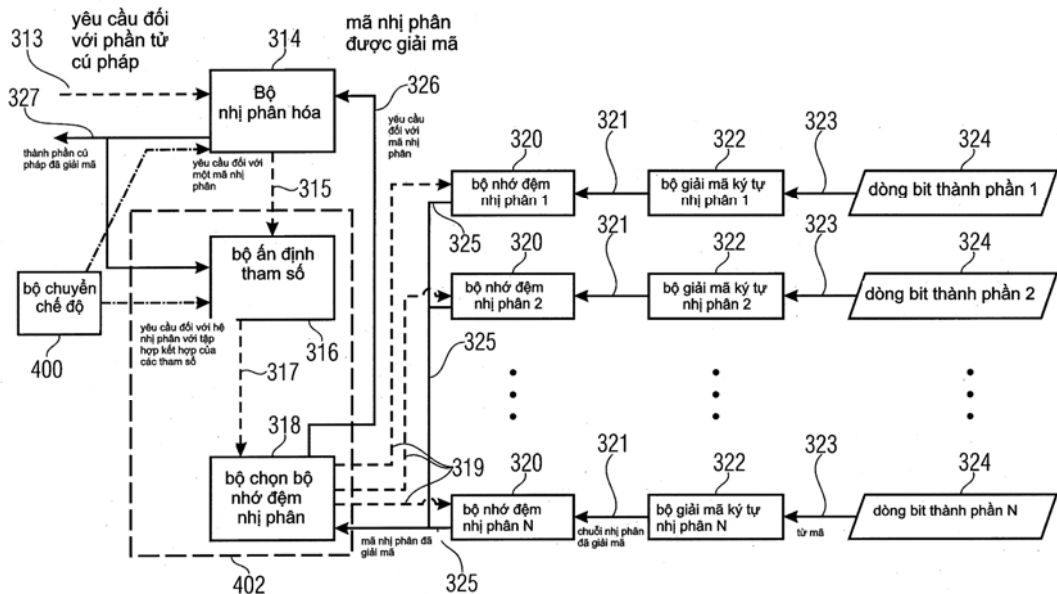 yêu cầu đối
với phần tử
cú pháp
mã nhị phân
được giải mã
313
314
326
327
Bộ
nhị phân hóa
thành phần cú
pháp đã giải mã
yêu cầu đối với
một mã nhị
phân
yêu cầu
đối với
mã nhị
phân
315
320
321
322
323
324
bộ nhớ đệm
nhị phân 1
bộ giải mã ký tự
nhị phân 1
dòng bit thành phần 1
325
bộ ấn định
tham số
320
321
322
323
324
bộ nhớ đệm
nhị phân 2
bộ giải mã ký tự
nhị phân 2
dòng bit thành phần 2
bộ chuyển
chế độ
400
yêu cầu đối với hệ
nhị phân với tập
hợp kết hợp của
các tham số
316
325
317
318
319
320
321
322
323
324
bộ chọn bộ
nhớ đệm
nhị phân
bộ nhớ đệm
nhị phân N
bộ giải mã ký tự
nhị phân N
dòng bit thành phần N
mã nhị phân đã
giải mã
chuỗi nhị phân
đã giải mã
từ mã
325
402